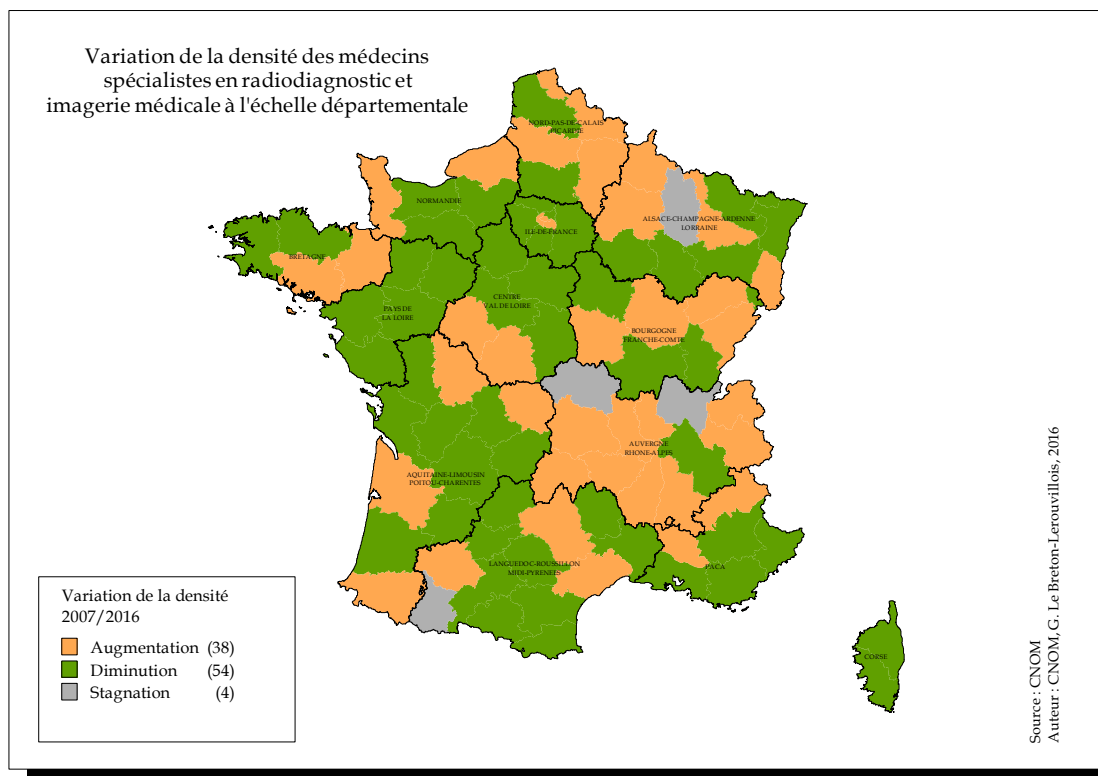 Variation de la densité des médecins
spécialistes en radiodiagnostic et
imagerie médicale à l'échelle départementale
NORD-PAS-DE-CALAIS
PICARDIE
NORMANDIE
ILE-DE-FRANCE
ALSACE-CHAMPAGNE-ARDENNE
LORRAINE
BRETAGNE
PAYS DE
LA LOIRE
CENTRE
VAL DE LOIRE
BOURGOGNE
FRANCHE-COMTE
AUVERGNE
RHONE-ALPES
AQUITAINE-LIMOUSIN
POITOU-CHARENTES
LANGUEDOC-ROUSSILLON
MIDI-PYRENEES
PACA
CORSE
Variation de la densité
2007/2016
Augmentation (38)
Diminution (54)
Stagnation (4)
Source : CNOM
Auteur : CNOM, G. Le Breton-Lerouvillois, 2016